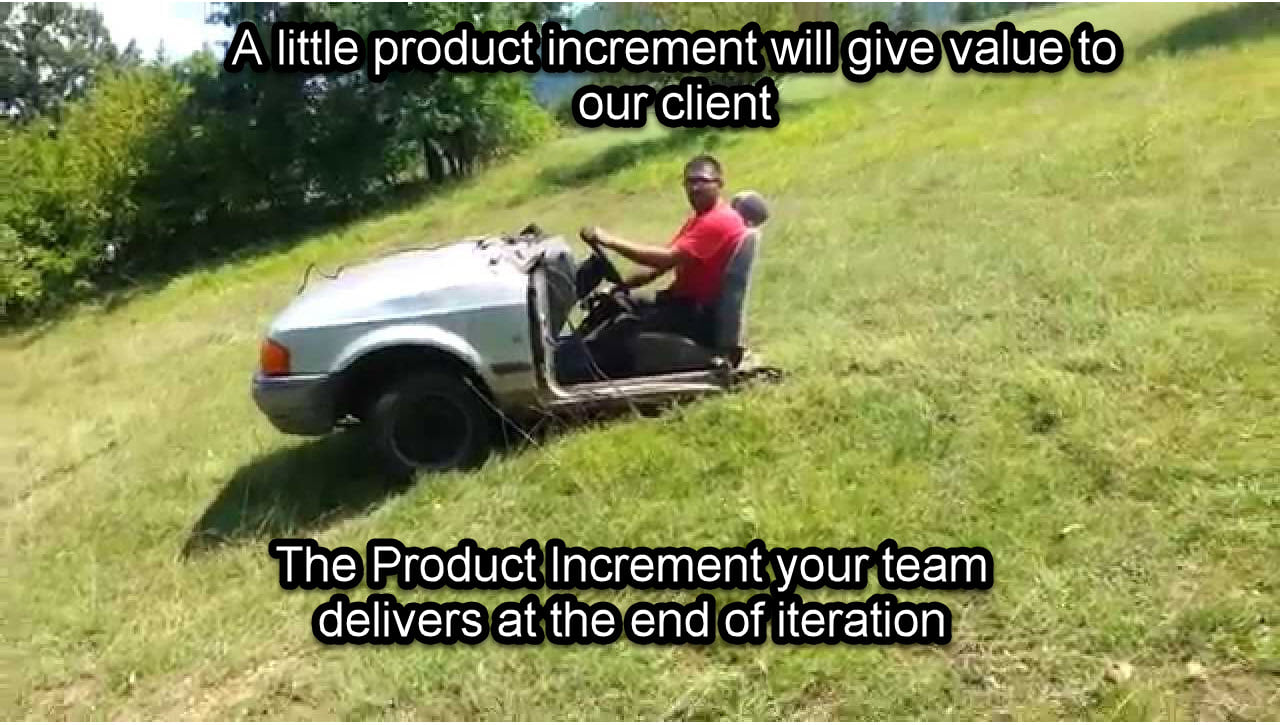 A little product increment will give value to
our client
The Product Increment your team
delivers at the end of iteration